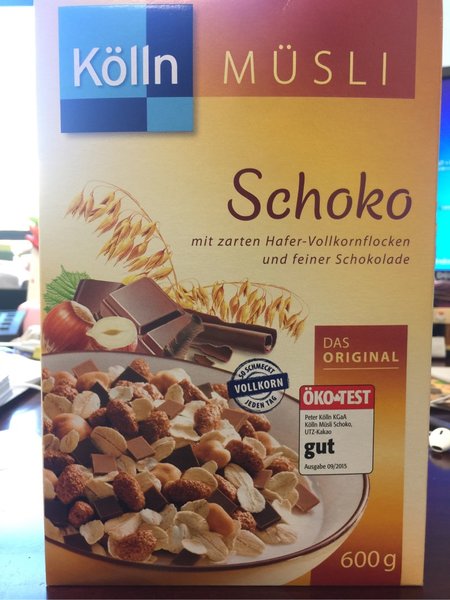 Kölln
MÜSLI
Schoko
mit zarten Hafer-Vollkornflocken
und feiner Schokolade
DAS
ORIGINAL
SO SCHMECKT
VOLLKORN
JEDEN TAG
ÖKO-TEST
Peter Kölln KGaA
Kölln Müsli Schoko,
UTZ-Kakao
gut
Ausgabe 09/2015
600g